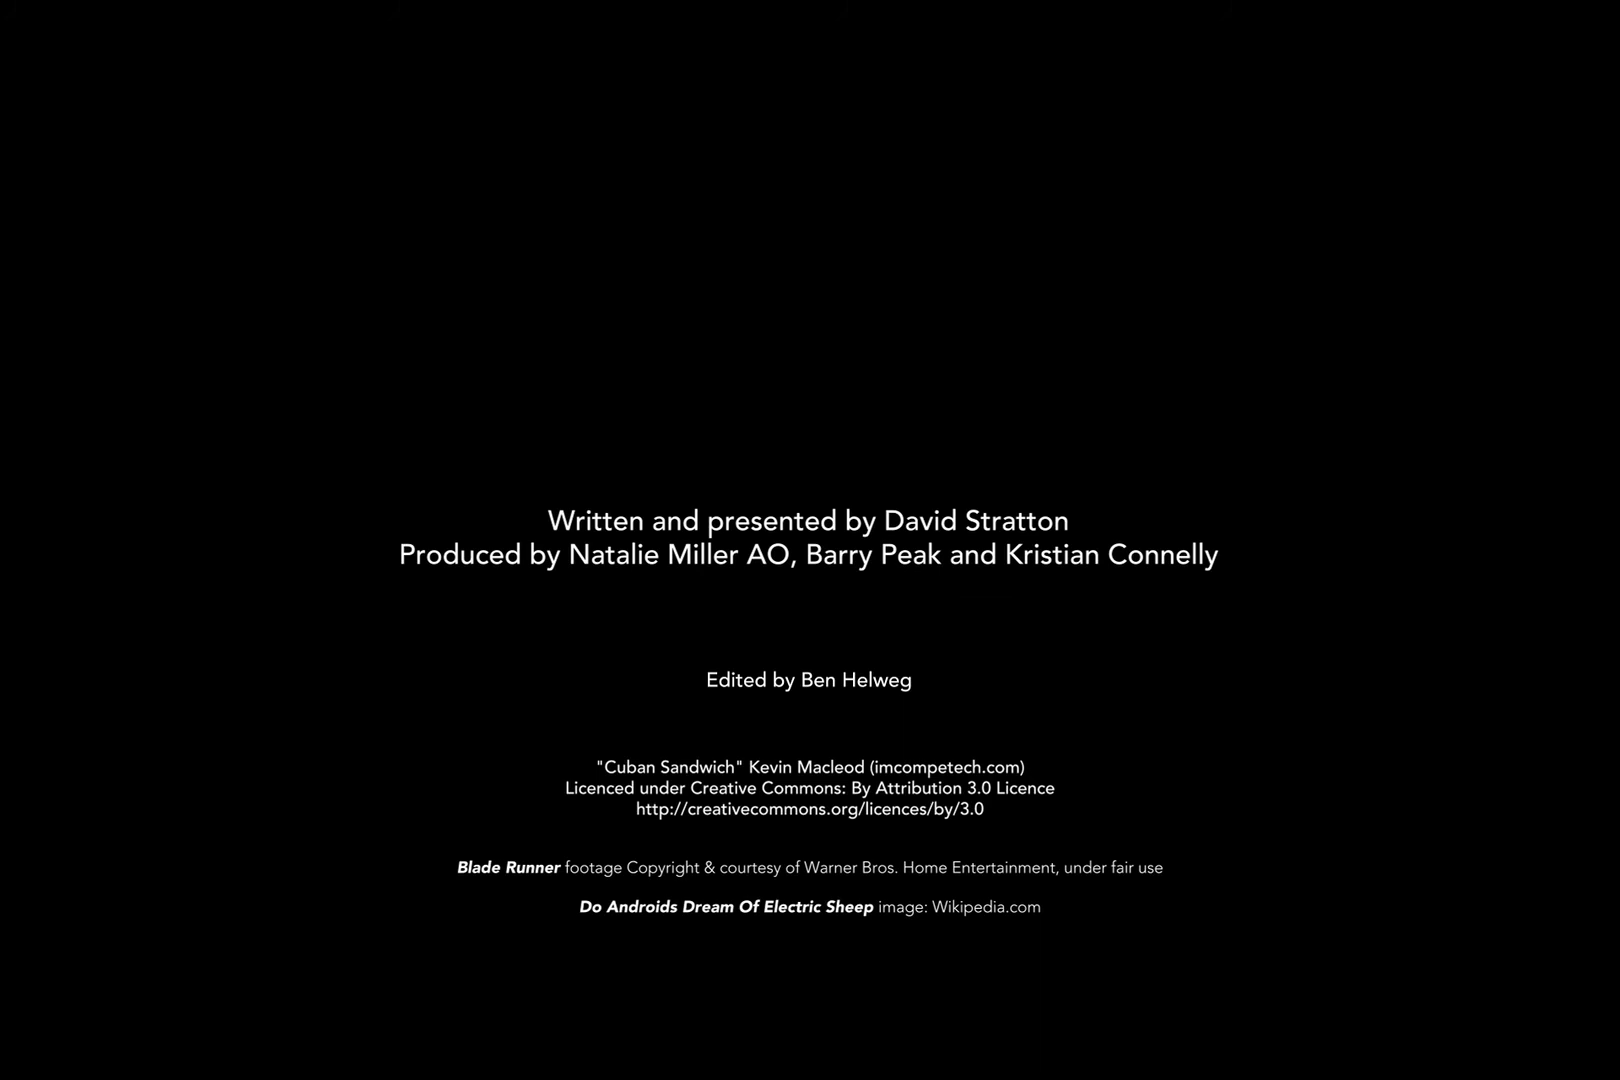 Written and presented by David Stratton
Produced by Natalie Miller AO, Barry Peak and Kristian Connelly
Edited by Ben Helweg
"Cuban Sandwich" Kevin Macleod (imcompetech.com)
Licenced under Creative Commons: By Attribution 3.0 Licence
http://creativecommons.org/licences/by/3.0
Blade Runner footage Copyright & courtesy of Warner Bros. Home Entertainment, under fair use
Do Androids Dream Of Electric Sheep image: Wikipedia.com